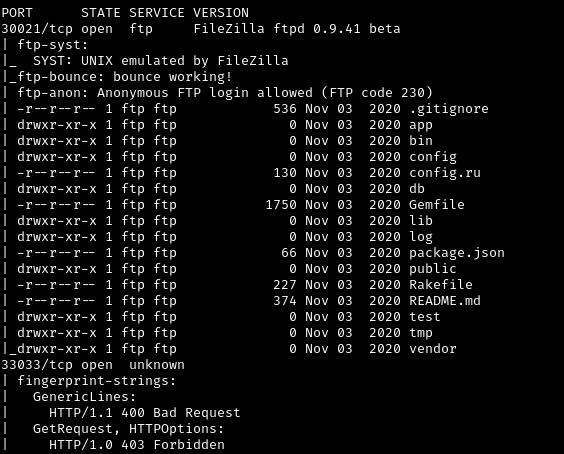 PORT      STATE SERVICE VERSION
30021/tcp open  ftp     FileZilla ftpd 0.9.41 beta
| ftp-syst:
|_  SYST: UNIX emulated by FileZilla
|_ftp-bounce: bounce working!
| ftp-anon: Anonymous FTP login allowed (FTP code 230)
| -r--r--r-- 1 ftp ftp            536 Nov 03  2020 .gitignore
| drwxr-xr-x 1 ftp ftp              0 Nov 03  2020 app
| drwxr-xr-x 1 ftp ftp              0 Nov 03  2020 bin
| drwxr-xr-x 1 ftp ftp              0 Nov 03  2020 config
| -r--r--r-- 1 ftp ftp            130 Nov 03  2020 config.ru
| drwxr-xr-x 1 ftp ftp              0 Nov 03  2020 db
| -r--r--r-- 1 ftp ftp           1750 Nov 03  2020 Gemfile
| drwxr-xr-x 1 ftp ftp              0 Nov 03  2020 lib
| drwxr-xr-x 1 ftp ftp              0 Nov 03  2020 log
| -r--r--r-- 1 ftp ftp             66 Nov 03  2020 package.json
| drwxr-xr-x 1 ftp ftp              0 Nov 03  2020 public
| -r--r--r-- 1 ftp ftp            227 Nov 03  2020 Rakefile
| -r--r--r-- 1 ftp ftp            374 Nov 03  2020 README.md
| drwxr-xr-x 1 ftp ftp              0 Nov 03  2020 test
| drwxr-xr-x 1 ftp ftp              0 Nov 03  2020 tmp
|_drwxr-xr-x 1 ftp ftp              0 Nov 03  2020 vendor
33033/tcp open  unknown
| fingerprint-strings:
|   GenericLines:
|     HTTP/1.1 400 Bad Request
|   GetRequest, HTTPOptions:
|     HTTP/1.0 403 Forbidden